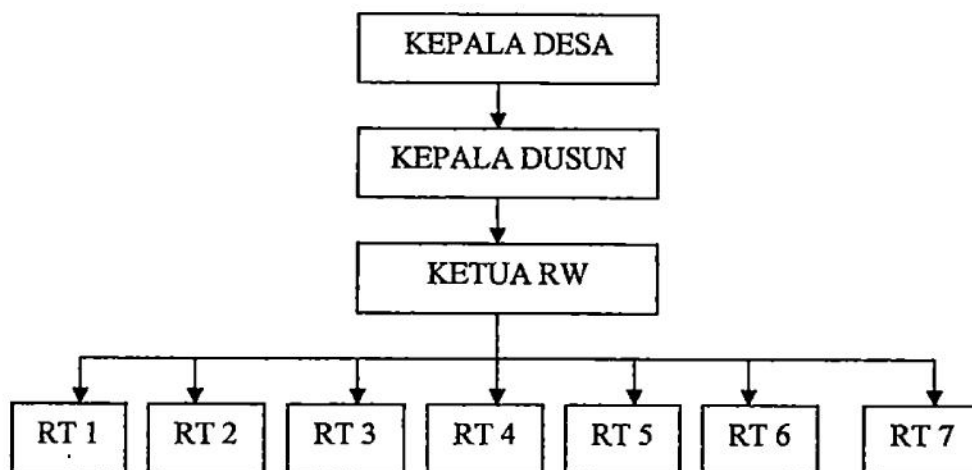 KEPALA DESA
KEPALA DUSUN
KETUA RW
RT 1
RT 2
RT 3
RT 4
RT 5
RT 6
RT 7